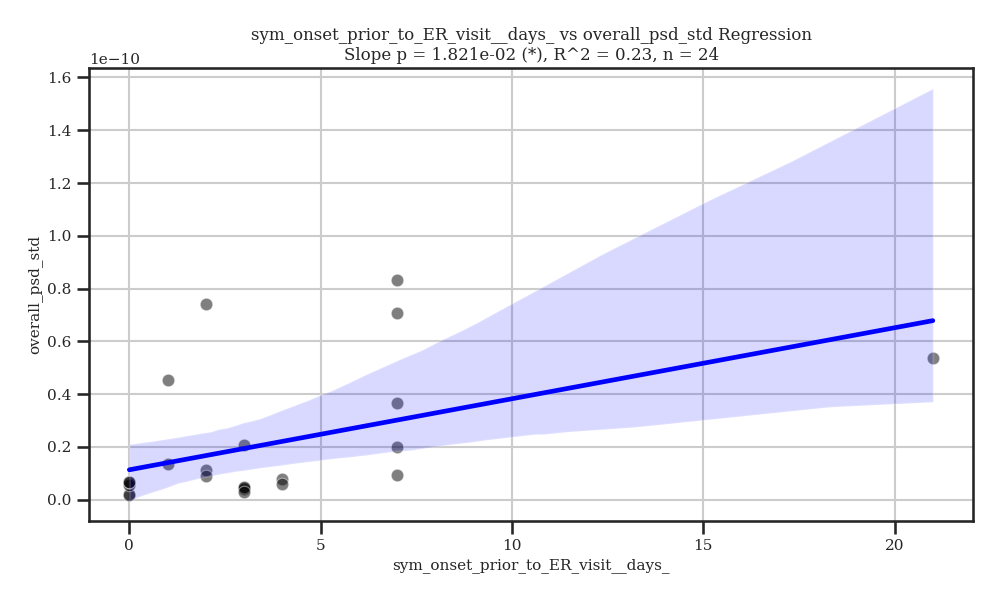 sym_onset_prior_to_ER_visit__days_ vs overall_psd_std Regression
Slope p = 1.821e-02 (*), R^2 = 0.23, n = 24
1e−10
1.6
1.4
1.2
1.0
0.8
0.6
0.4
0.2
0.0
overall_psd_std
0 5 10 15 20
sym_onset_prior_to_ER_visit__days_